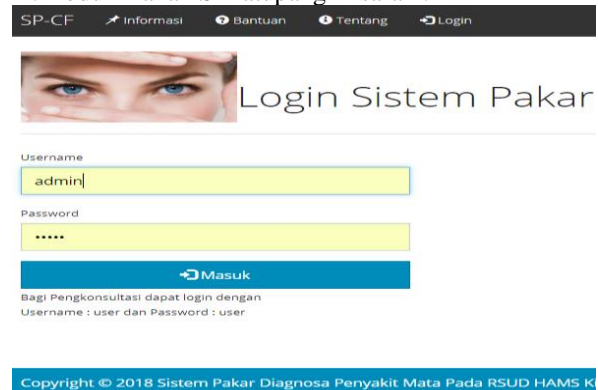 SP-CF Informasi Bantuan Tentang Login
Login Sistem Pakar
Username
admin
Password
•••••
Masuk
Bagi Pengkonsultasi dapat login dengan
Username : user dan Password : user
Copyright © 2018 Sistem Pakar Diagnosa Penyakit Mata Pada RSUD HAMS